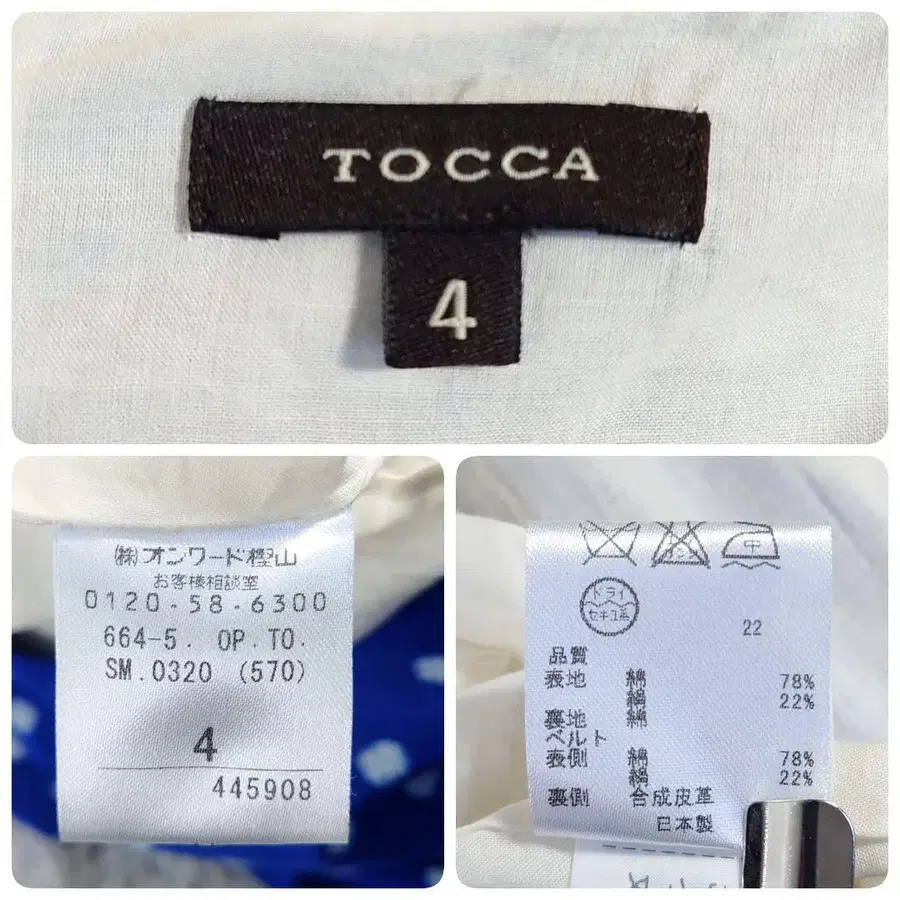 TOCCA
4
㈱オンワード樫山
お客様相談室
0120-58-6300
664-5. OP.TO.
SM.0320 (570)
4
445908
中
ドライ
セキユ系
22
品質
表地 綿 78%
絹 22%
裏地 綿
ベルト
表側 綿 78%
絹 22%
裏側 合成皮革
日本製